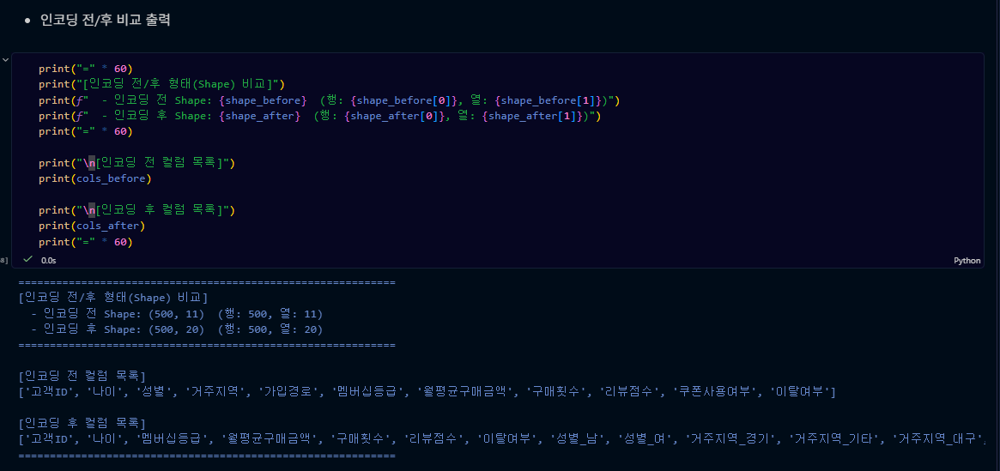 • 인코딩 전/후 비교 출력
print("=" * 60)
print("[인코딩 전/후 형태(Shape) 비교]")
print(f"  - 인코딩 전 Shape: {shape_before}  (행: {shape_before[0]}, 열: {shape_before[1]})")
print(f"  - 인코딩 후 Shape: {shape_after}  (행: {shape_after[0]}, 열: {shape_after[1]})")
print("=" * 60)
print("\n[인코딩 전 컬럼 목록]")
print(cols_before)
print("\n[인코딩 후 컬럼 목록]")
print(cols_after)
print("=" * 60)
8] ✓ 0.0s Python
============================================================
[인코딩 전/후 형태(Shape) 비교]
  - 인코딩 전 Shape: (500, 11)  (행: 500, 열: 11)
  - 인코딩 후 Shape: (500, 20)  (행: 500, 열: 20)
============================================================
[인코딩 전 컬럼 목록]
['고객ID', '나이', '성별', '거주지역', '가입경로', '멤버십등급', '월평균구매금액', '구매횟수', '리뷰점수', '쿠폰사용여부', '이탈여부']
[인코딩 후 컬럼 목록]
['고객ID', '나이', '멤버십등급', '월평균구매금액', '구매횟수', '리뷰점수', '이탈여부', '성별_남', '성별_여', '거주지역_경기', '거주지역_기타', '거주지역_대구',
============================================================